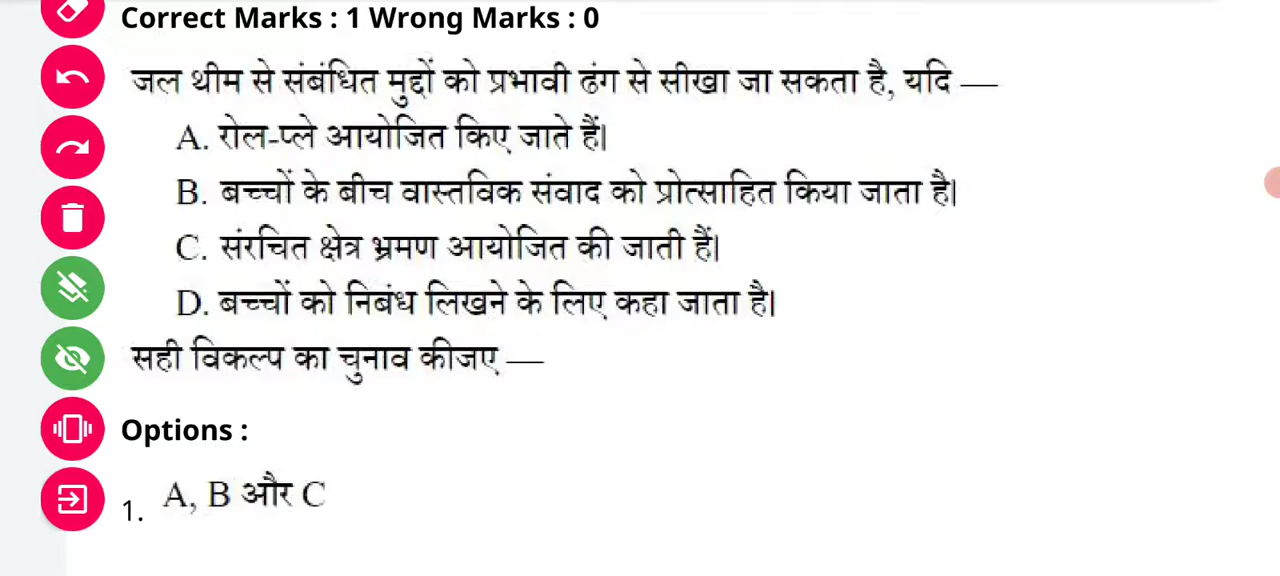 Correct Marks : 1 Wrong Marks : 0
जल थीम से संबंधित मुद्दों को प्रभावी ढंग से सीखा जा सकता है, यदि —
A. रोल-प्ले आयोजित किए जाते हैं।
B. बच्चों के बीच वास्तविक संवाद को प्रोत्साहित किया जाता है।
C. संरचित क्षेत्र भ्रमण आयोजित की जाती हैं।
D. बच्चों को निबंध लिखने के लिए कहा जाता है।
सही विकल्प का चुनाव कीजए —
Options :
1. A, B और C